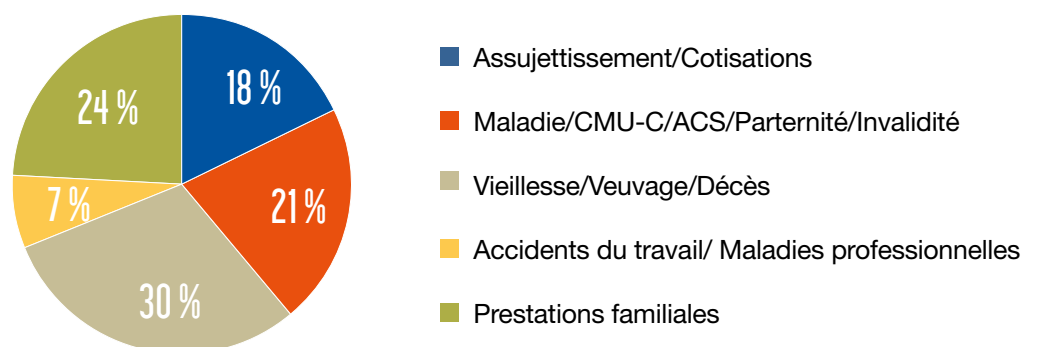 18 %
21 %
30 %
7 %
24 %
Assujettissement/Cotisations
Maladie/CMU-C/ACS/Parternité/Invalidité
Vieillesse/Veuvage/Décès
Accidents du travail/ Maladies professionnelles
Prestations familiales